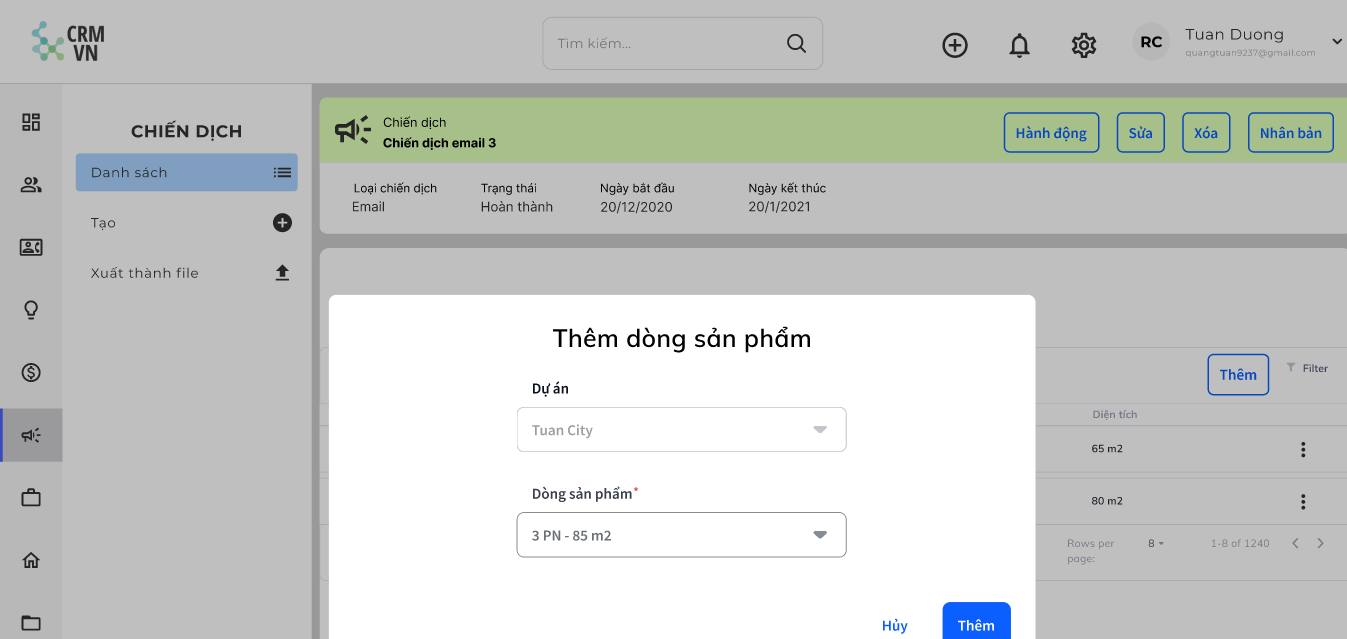 CRM
VN
Tìm kiếm...
RC
Tuan Duong
quangtuan9237@gmail.com
CHIẾN DỊCH
Danh sách
Tạo
Xuất thành file
Chiến dịch
Chiến dịch email 3
Hành động
Sửa
Xóa
Nhân bản
Loại chiến dịch
Trạng thái
Ngày bắt đầu
Ngày kết thúc
Email
Hoàn thành
20/12/2020
20/1/2021
Thêm dòng sản phẩm
Dự án
Tuan City
Dòng sản phẩm*
3 PN - 85 m2
Hủy
Thêm
Thêm
Filter
Diện tích
65 m2
80 m2
Rows per
page:
8
1-8 of 1240